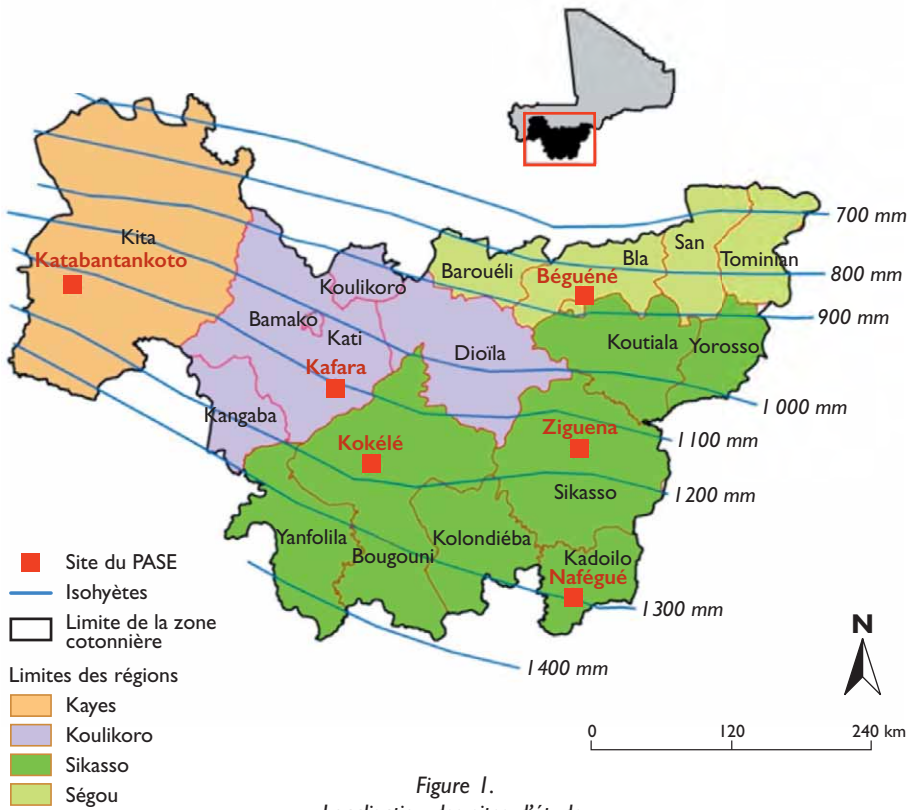 700 mm
Kita
Katabantankoto
San
Bla
Tominian
Barouéli
Béguéné
800 mm
Koulikoro
900 mm
Bamako
Kati
Dioïla
Koutiala
Yorosso
Kafara
Kangaba
1 000 mm
Kokélé
Ziguena
1 100 mm
Sikasso
1 200 mm
Yanfolila
Bougouni
Kolondiéba
Kadoilo
Nafégué
1 300 mm
1 400 mm
Site du PASE
Isohyètes
Limite de la zone
cotonnière
Limites des régions
Kayes
Koulikoro
Sikasso
Ségou
N
0 120 240 km
Figure 1.